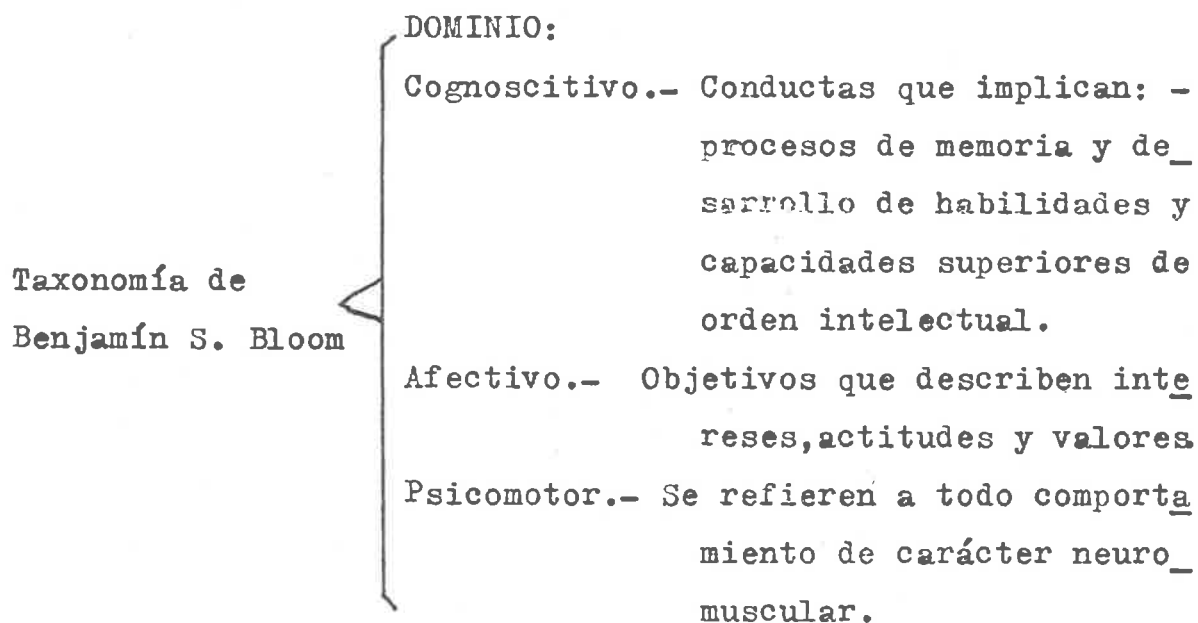 DOMINIO:
Cognoscitivo.- Conductas que implican: -
procesos de memoria y de_
sarrollo de habilidades y
capacidades superiores de
orden intelectual.
Taxonomía de
Benjamín S. Bloom
Afectivo.- Objetivos que describen inte
reses,actitudes y valores
Psicomotor.- Se refieren a todo comporta
miento de carácter neuro_
muscular.